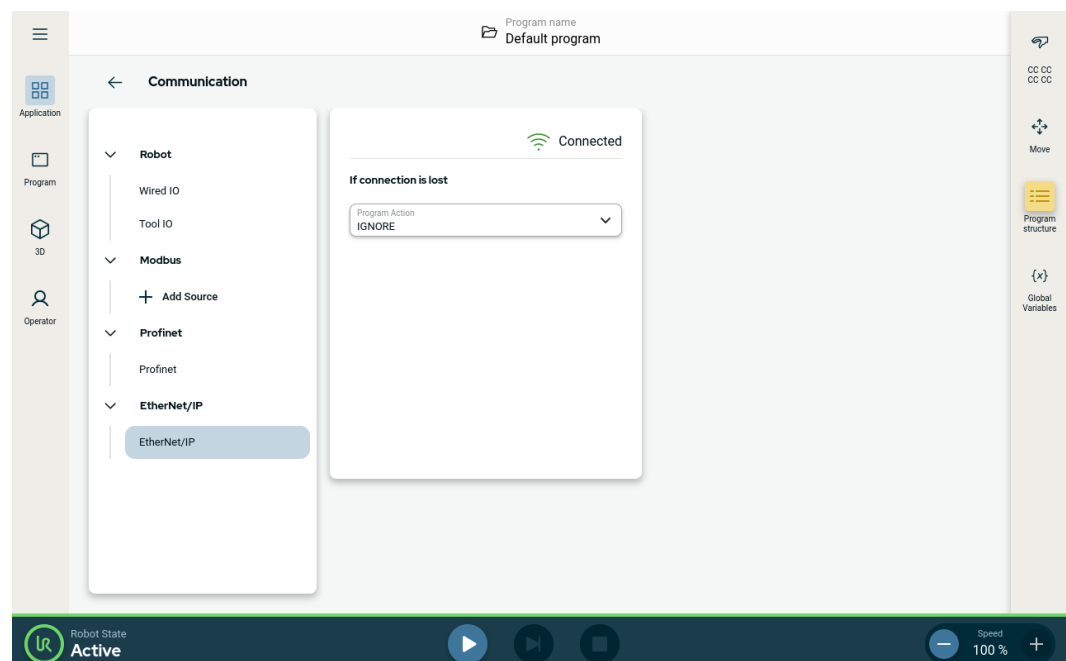 Program name
Default program
Application
Program
3D
Operator
Communication
Robot
Wired IO
Tool IO
Modbus
Add Source
Profinet
Profinet
EtherNet/IP
EtherNet/IP
Connected
If connection is lost
Program Action
IGNORE
CC CC
CC CC
Move
Program
structure
{x}
Global
Variables
UR
Robot State
Active
Speed
100 %